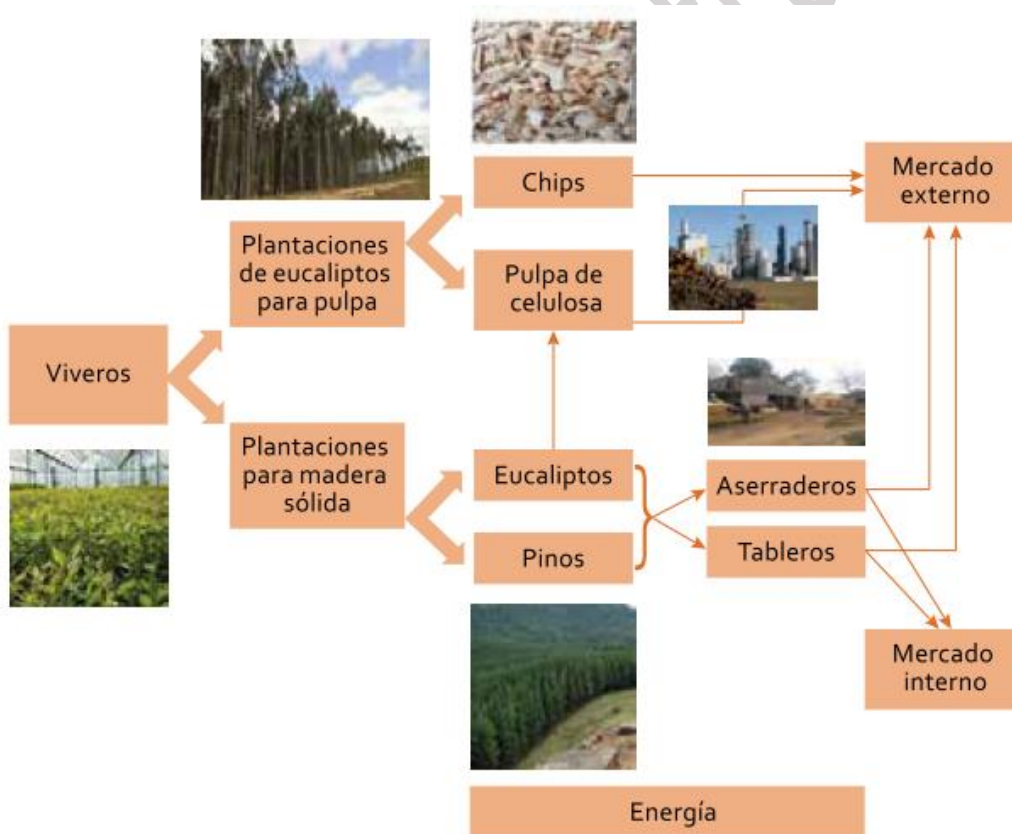 Chips
Mercado
externo
Plantaciones
de eucaliptos
para pulpa
Pulpa de
celulosa
Viveros
Plantaciones
para madera
sólida
Eucaliptos
Aserraderos
Pinos
Tableros
Mercado
interno
Energía